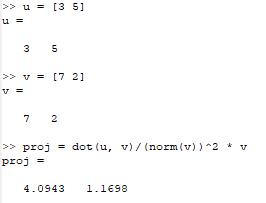 >> u = [3 5]
u =
3 5
>> v = [7 2]
v =
7 2
>> proj = dot(u, v)/(norm(v))^2 * v
proj =
4.0943 1.1698